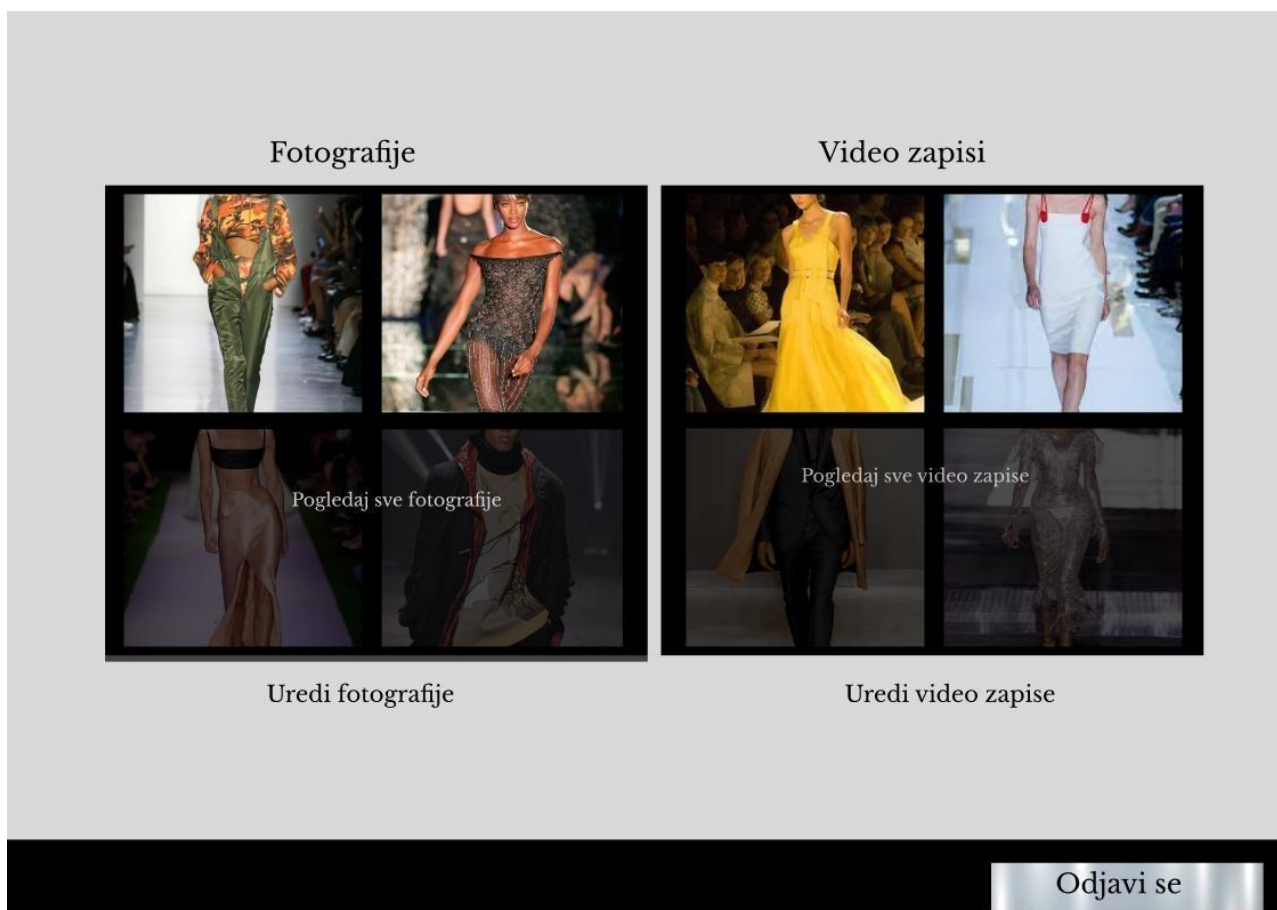 Fotografije
Video zapisi
Pogledaj sve fotografije
Pogledaj sve video zapise
Uredi fotografije
Uredi video zapise
Odjavi se